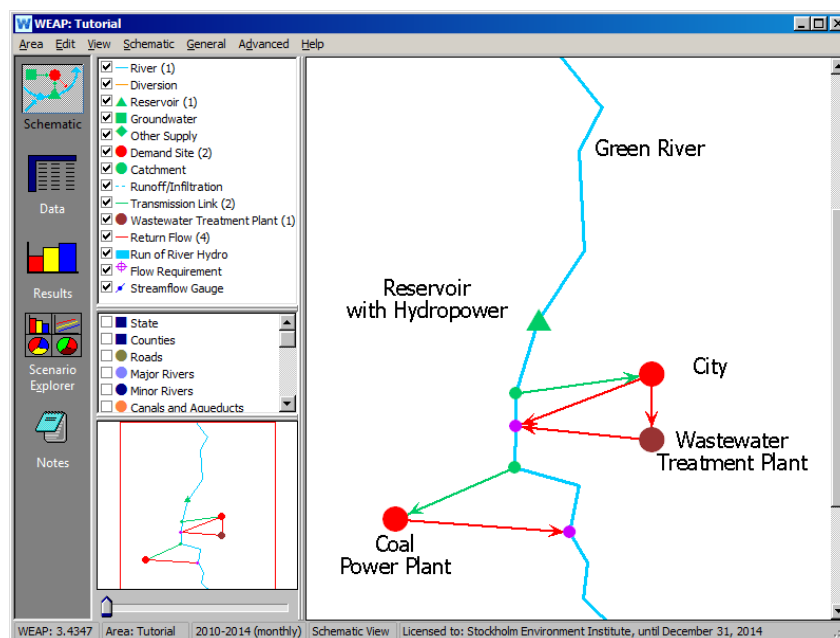 WEAP: Tutorial
Area Edit View Schematic General Advanced Help
Schematic
Data
Results
Scenario
Explorer
Notes
River (1)
Diversion
Reservoir (1)
Groundwater
Other Supply
Demand Site (2)
Catchment
Runoff/Infiltration
Transmission Link (2)
Wastewater Treatment Plant (1)
Return Flow (4)
Run of River Hydro
Flow Requirement
Streamflow Gauge
State
Counties
Roads
Major Rivers
Minor Rivers
Canals and Aqueducts
Green River
Reservoir
with Hydropower
City
Wastewater
Treatment Plant
Coal
Power Plant
WEAP: 3.4347 Area: Tutorial 2010-2014 (monthly) Schematic View Licensed to: Stockholm Environment Institute, until December 31, 2014